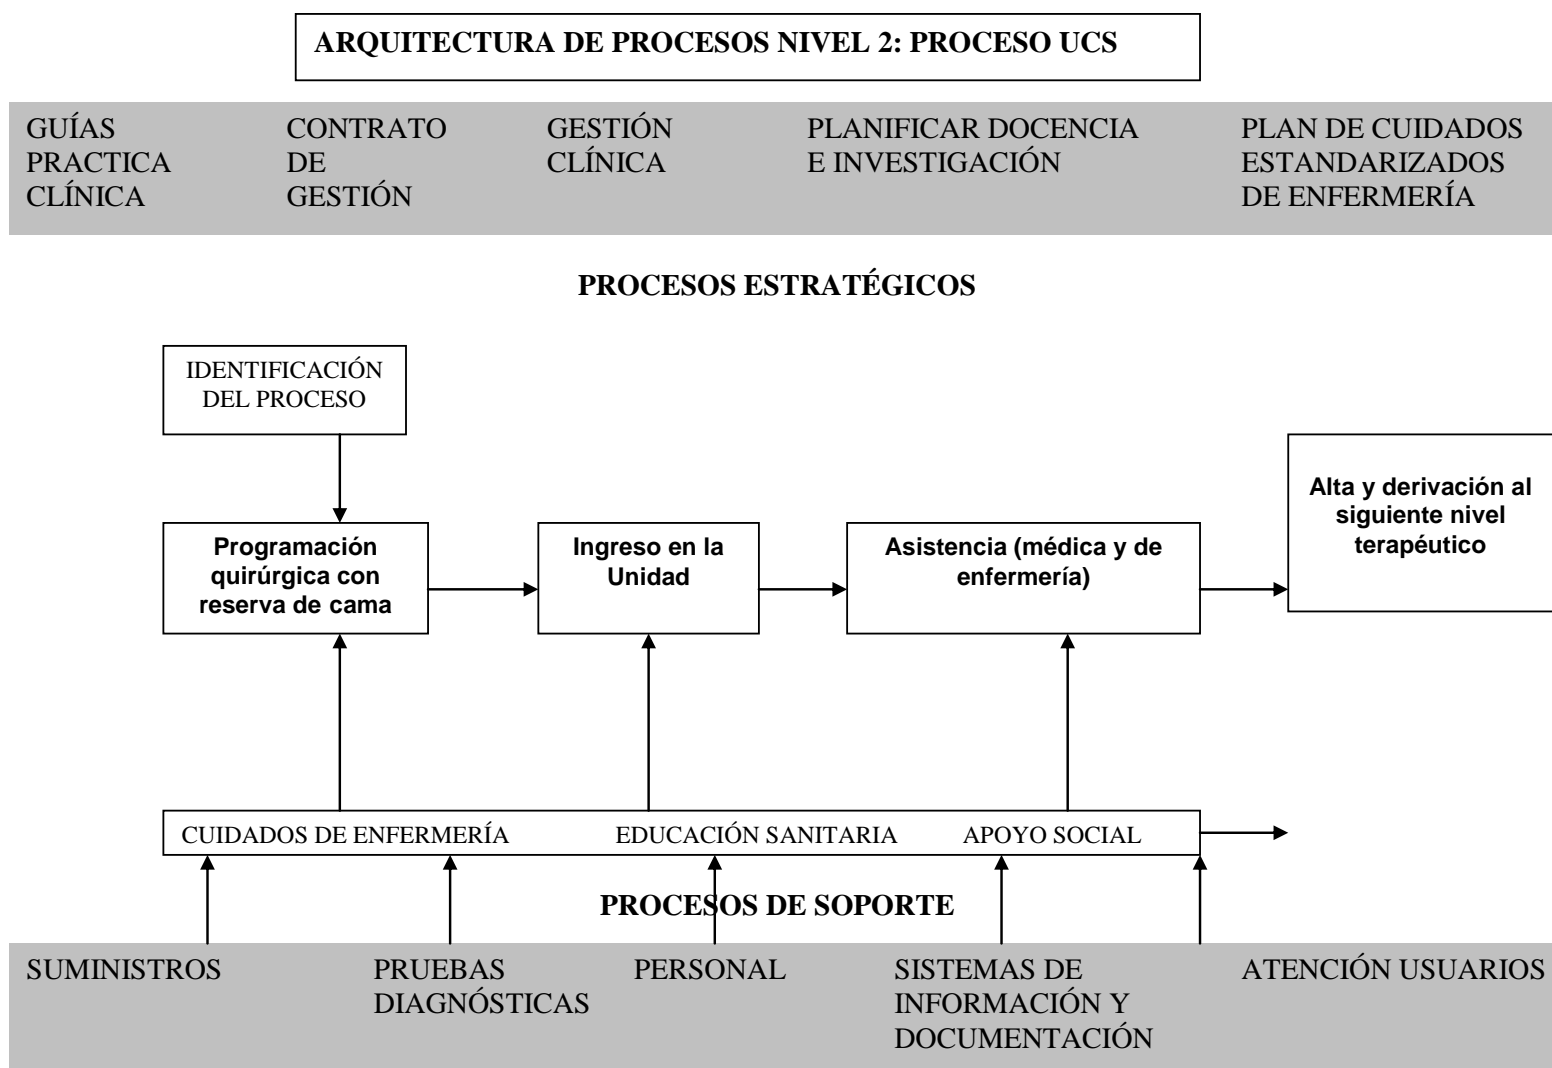 ARQUITECTURA DE PROCESOS NIVEL 2: PROCESO UCS
GUÍAS
PRACTICA
CLÍNICA
CONTRATO
DE
GESTIÓN
GESTIÓN
CLÍNICA
PLANIFICAR DOCENCIA
E INVESTIGACIÓN
PLAN DE CUIDADOS
ESTANDARIZADOS
DE ENFERMERÍA
PROCESOS ESTRATÉGICOS
IDENTIFICACIÓN
DEL PROCESO
Programación
quirúrgica con
reserva de cama
Ingreso en la
Unidad
Asistencia (médica y de
enfermería)
Alta y derivación al
siguiente nivel
terapéutico
CUIDADOS DE ENFERMERÍA
EDUCACIÓN SANITARIA
APOYO SOCIAL
PROCESOS DE SOPORTE
SUMINISTROS
PRUEBAS
DIAGNÓSTICAS
PERSONAL
SISTEMAS DE
INFORMACIÓN Y
DOCUMENTACIÓN
ATENCIÓN USUARIOS